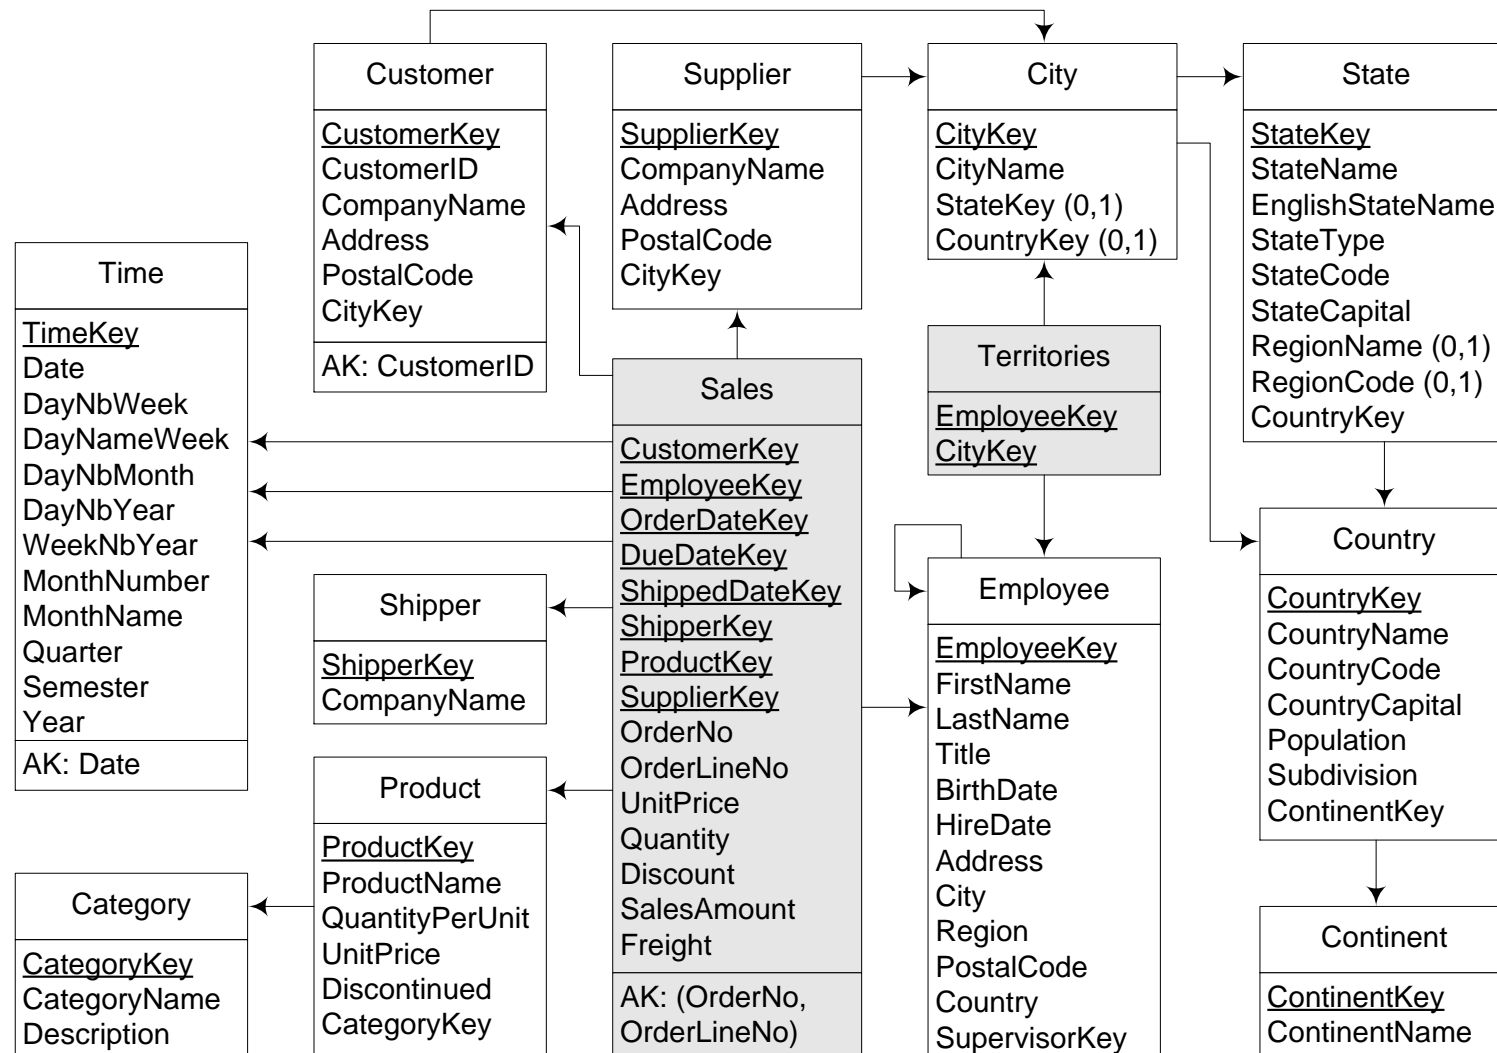 Customer
CustomerKey
CustomerID
CompanyName
Address
PostalCode
CityKey
AK: CustomerID
Supplier
SupplierKey
CompanyName
Address
PostalCode
CityKey
City
CityKey
CityName
StateKey (0,1)
CountryKey (0,1)
State
StateKey
StateName
EnglishStateName
StateType
StateCode
StateCapital
RegionName (0,1)
RegionCode (0,1)
CountryKey
Time
TimeKey
Date
DayNbWeek
DayNameWeek
DayNbMonth
DayNbYear
WeekNbYear
MonthNumber
MonthName
Quarter
Semester
Year
AK: Date
Sales
CustomerKey
EmployeeKey
OrderDateKey
DueDateKey
ShippedDateKey
ShipperKey
ProductKey
SupplierKey
OrderNo
OrderLineNo
UnitPrice
Quantity
Discount
SalesAmount
Freight
AK: (OrderNo,
OrderLineNo)
Territories
EmployeeKey
CityKey
Shipper
ShipperKey
CompanyName
Employee
EmployeeKey
FirstName
LastName
Title
BirthDate
HireDate
Address
City
Region
PostalCode
Country
SupervisorKey
Country
CountryKey
CountryName
CountryCode
CountryCapital
Population
Subdivision
ContinentKey
Product
ProductKey
ProductName
QuantityPerUnit
UnitPrice
Discontinued
CategoryKey
Category
CategoryKey
CategoryName
Description
Continent
ContinentKey
ContinentName